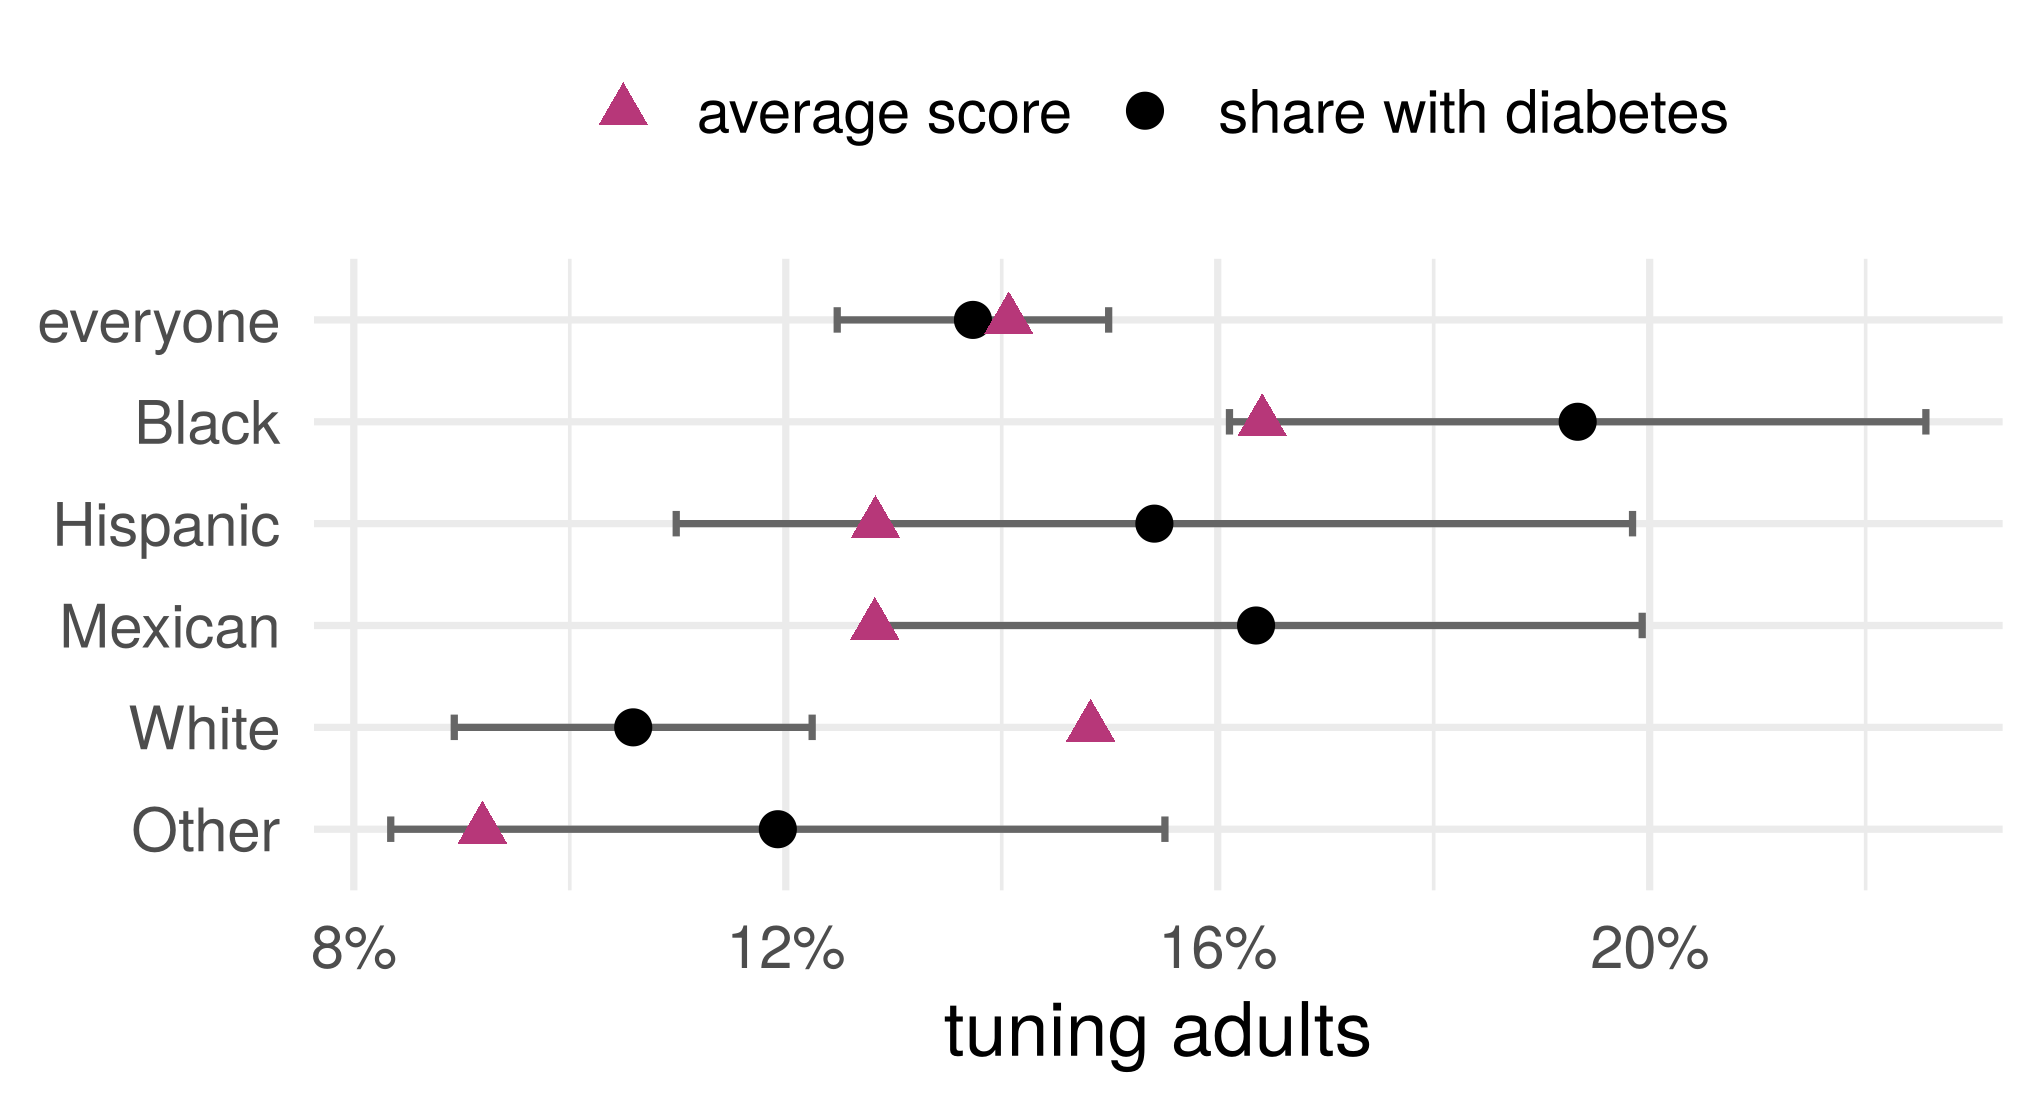 average score share with diabetes
everyone
Black
Hispanic
Mexican
White
Other
8% 12% 16% 20%
tuning adults